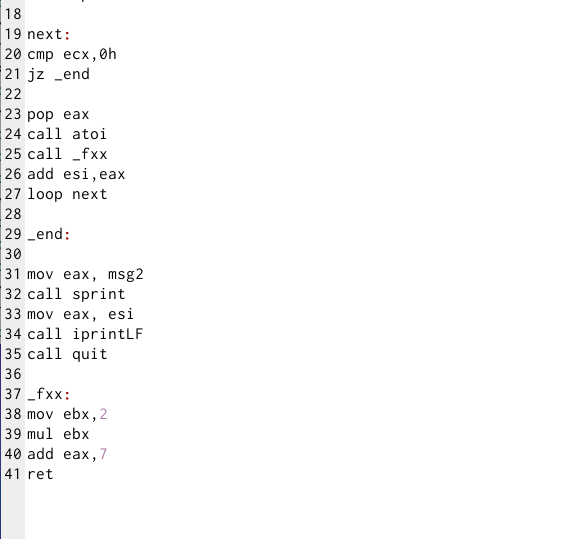 18
19 next:
20 cmp ecx,0h
21 jz _end
22
23 pop eax
24 call atoi
25 call _fxx
26 add esi,eax
27 loop next
28
29 _end:
30
31 mov eax, msg2
32 call sprint
33 mov eax, esi
34 call iprintLF
35 call quit
36
37 _fxx:
38 mov ebx,2
39 mul ebx
40 add eax,7
41 ret